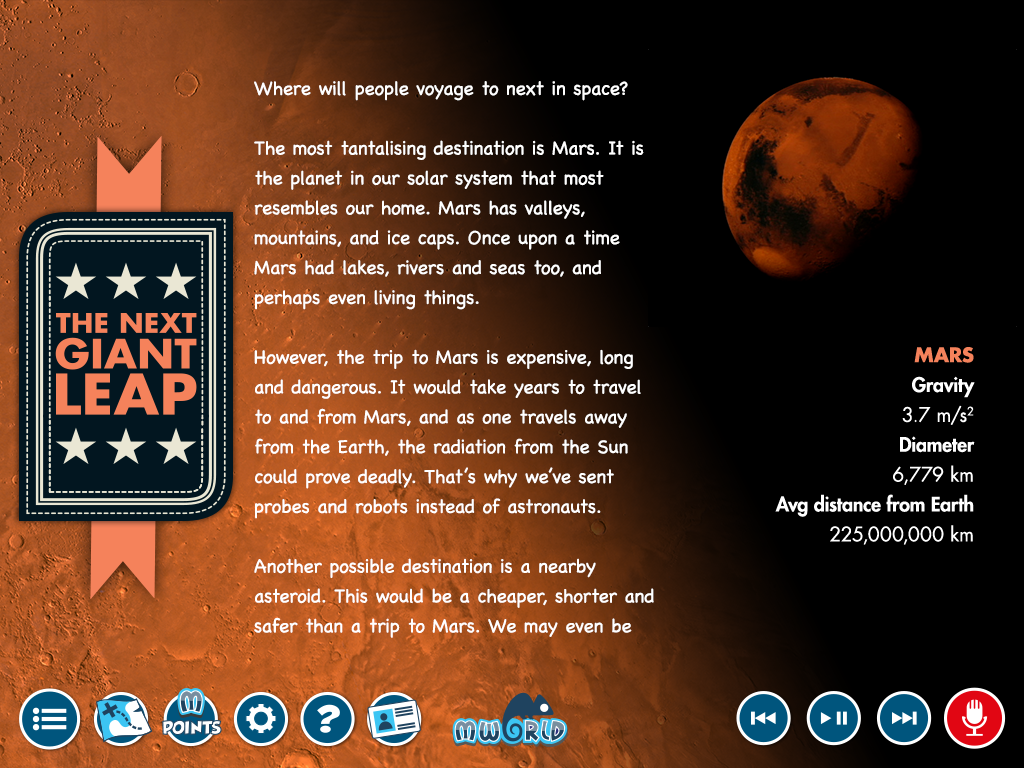 Where will people voyage to next in space?
The most tantalising destination is Mars. It is
the planet in our solar system that most
resembles our home. Mars has valleys,
mountains, and ice caps. Once upon a time
Mars had lakes, rivers and seas too, and
perhaps even living things.
However, the trip to Mars is expensive, long
and dangerous. It would take years to travel
to and from Mars, and as one travels away
from the Earth, the radiation from the Sun
could prove deadly. That's why we've sent
probes and robots instead of astronauts.
Another possible destination is a nearby
asteroid. This would be a cheaper, shorter and
safer than a trip to Mars. We may even be
THE NEXT
GIANT
LEAP
MARS
Gravity
3.7 m/s²
Diameter
6,779 km
Avg distance from Earth
225,000,000 km
M
POINTS
?
MWORLD